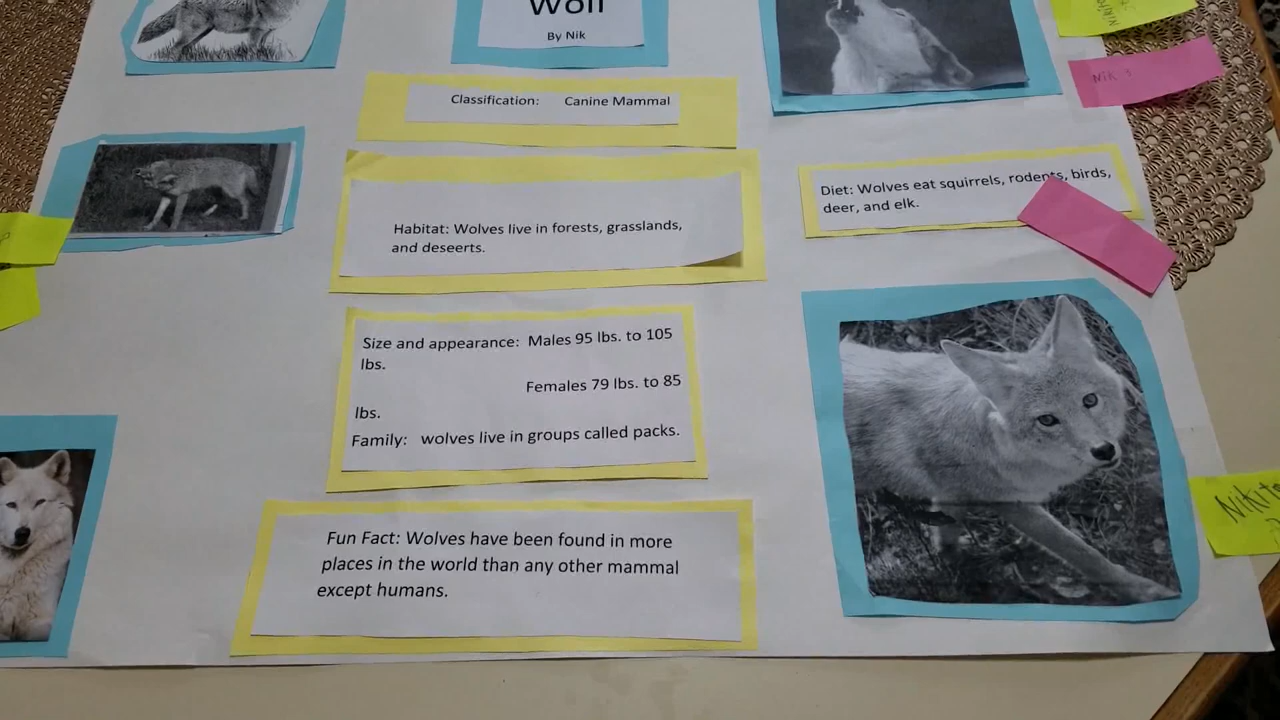 Wolf
By Nik
Classification: Canine Mammal
Habitat: Wolves live in forests, grasslands,
and deseerts.
Diet: Wolves eat squirrels, rodents, birds,
deer, and elk.
Size and appearance: Males 95 lbs. to 105
lbs.
Females 79 lbs. to 85
lbs.
Family: wolves live in groups called packs.
Fun Fact: Wolves have been found in more
places in the world than any other mammal
except humans.
Nik's